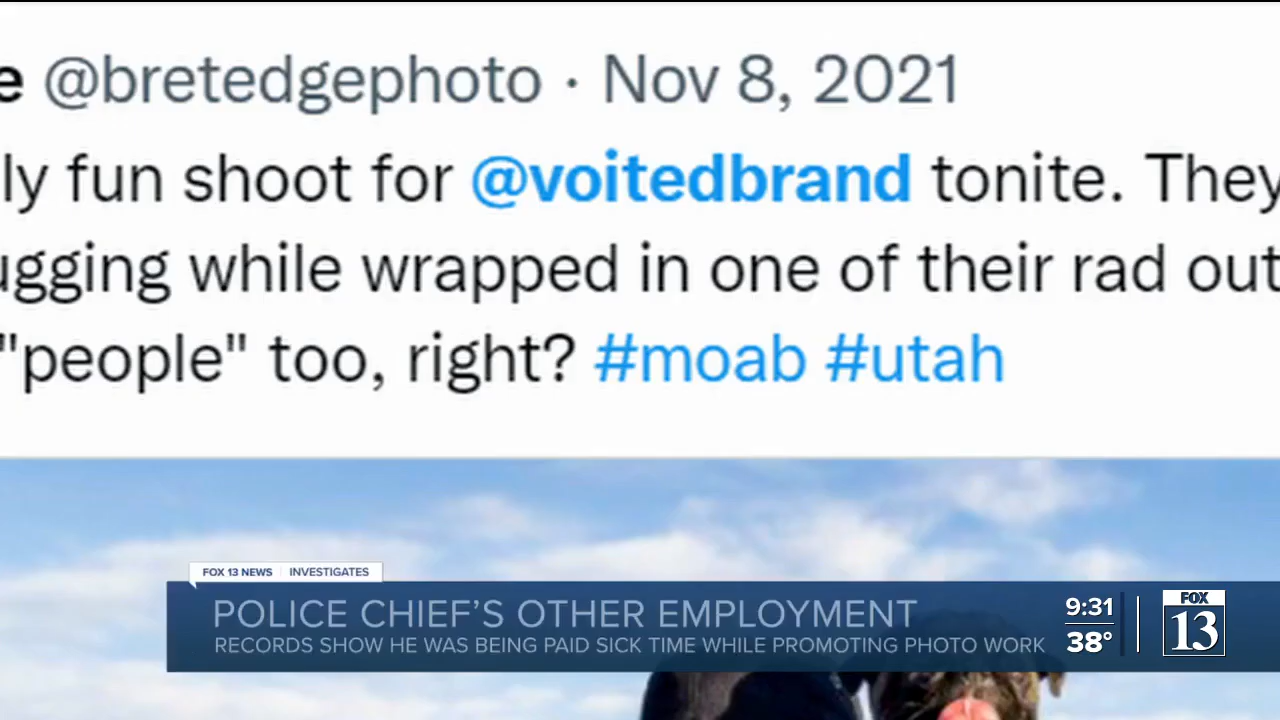 e @bretedgephoto · Nov 8, 2021
ly fun shoot for @voitedbrand tonite. They
ugging while wrapped in one of their rad out
"people" too, right? #moab #utah
FOX 13 NEWS INVESTIGATES
POLICE CHIEF'S OTHER EMPLOYMENT
RECORDS SHOW HE WAS BEING PAID SICK TIME WHILE PROMOTING PHOTO WORK
9:31
38°
FOX
13